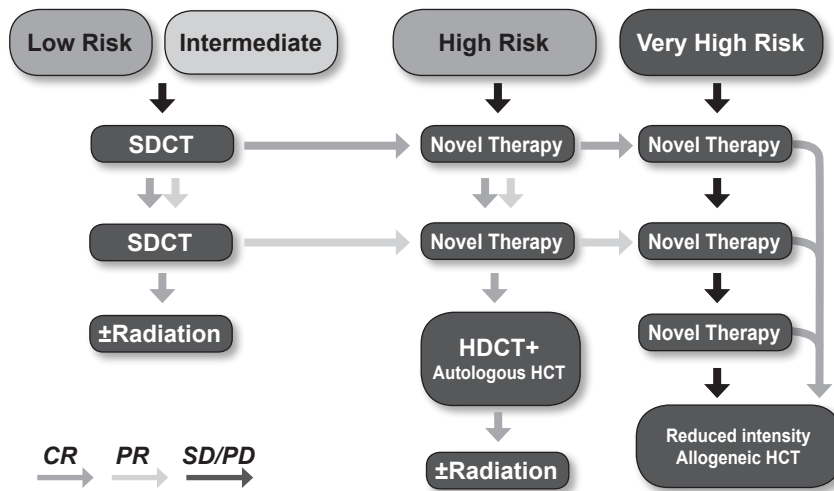 Low Risk
Intermediate
High Risk
Very High Risk
SDCT
Novel Therapy
Novel Therapy
SDCT
Novel Therapy
Novel Therapy
±Radiation
HDCT+
Autologous HCT
Novel Therapy
Reduced intensity
Allogeneic HCT
±Radiation
CR
PR
SD/PD